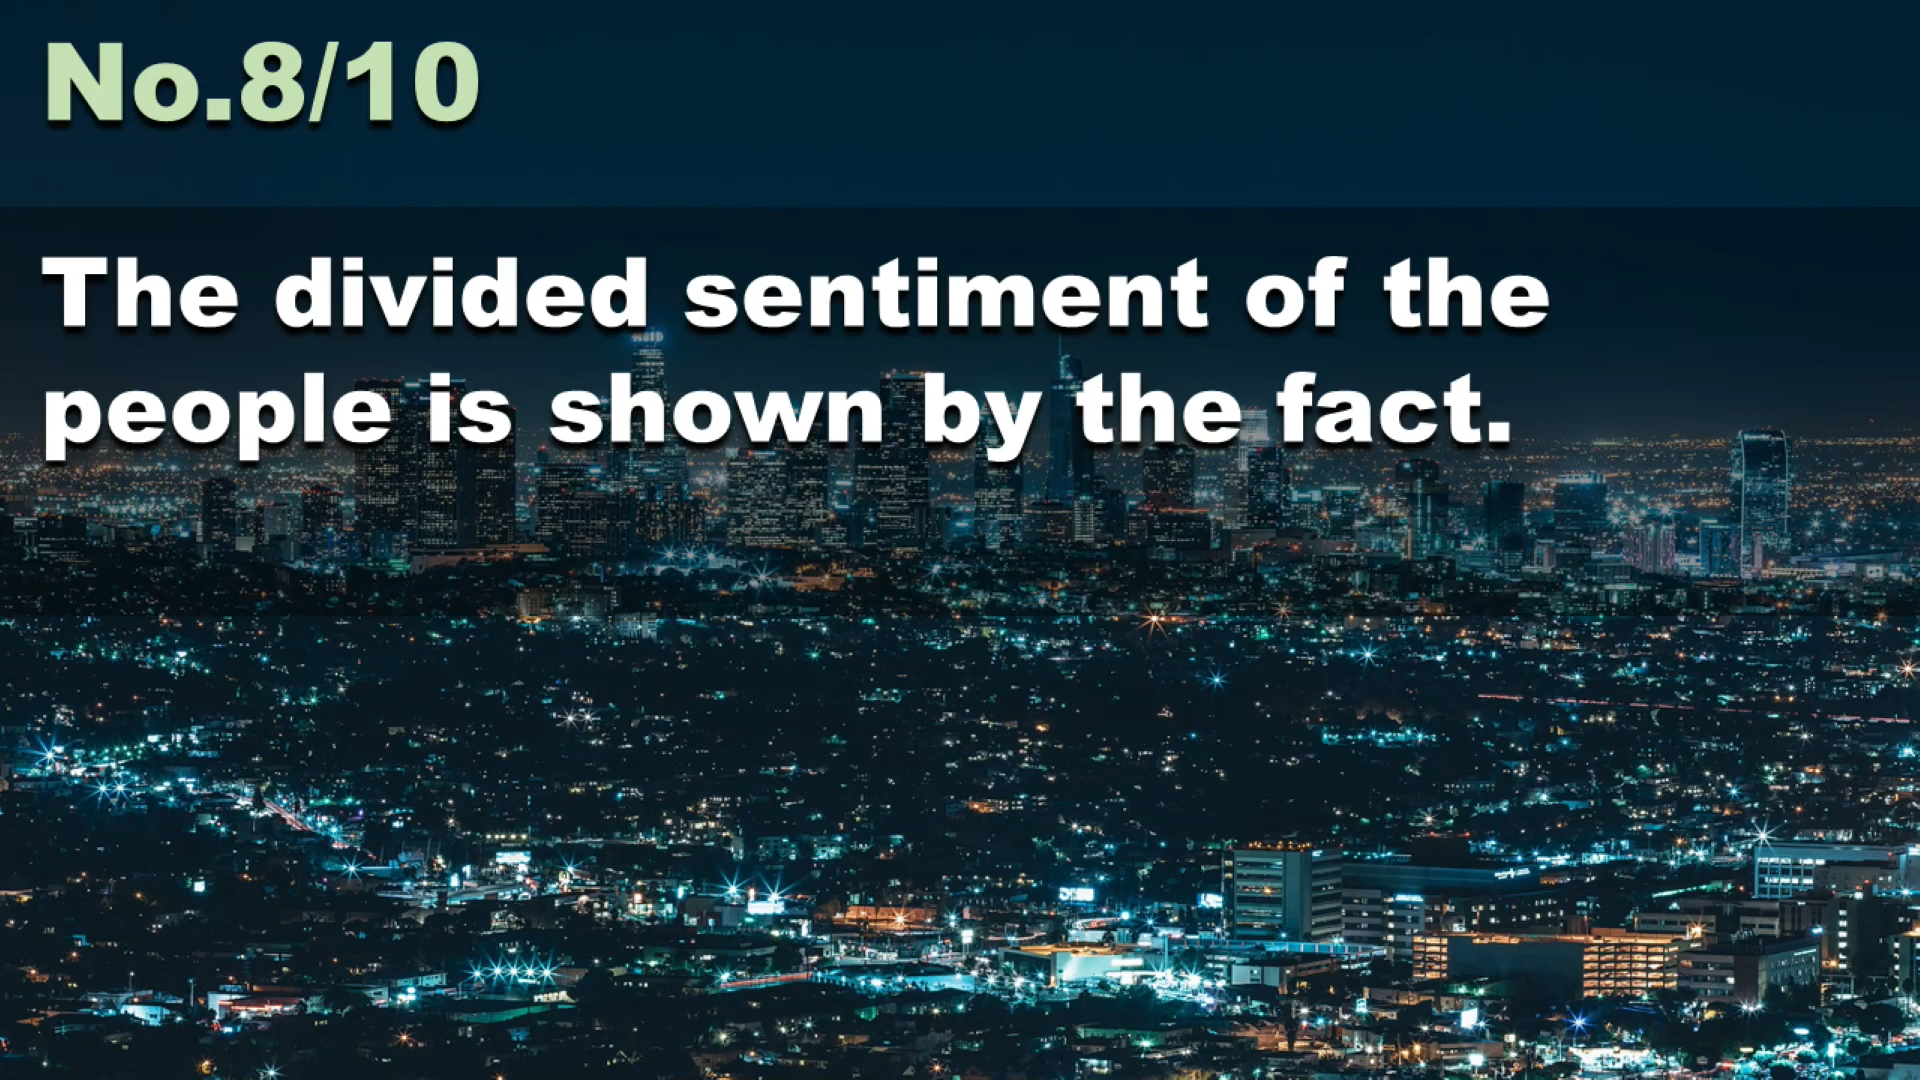 No.8/10
The divided sentiment of the
people is shown by the fact.